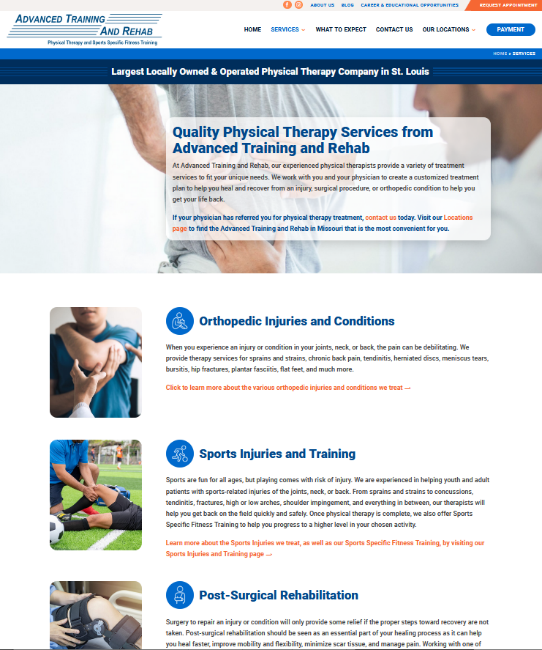 ABOUT US BLOG CAREER & EDUCATIONAL OPPORTUNITIES REQUEST APPOINTMENT
ADVANCED TRAINING
AND REHAB
Physical Therapy and Sports Specific Fitness Training
HOME SERVICES WHAT TO EXPECT CONTACT US OUR LOCATIONS PAYMENT
HOME » SERVICES
Largest Locally Owned & Operated Physical Therapy Company in St. Louis
Quality Physical Therapy Services from
Advanced Training and Rehab
At Advanced Training and Rehab, our experienced physical therapists provide a variety of treatment
services to fit your unique needs. We work with you and your physician to create a customized treatment
plan to help you heal and recover from an injury, surgical procedure, or orthopedic condition to help you
get your life back.
If your physician has referred you for physical therapy treatment, contact us today. Visit our Locations
page to find the Advanced Training and Rehab in Missouri that is the most convenient for you.
Orthopedic Injuries and Conditions
When you experience an injury or condition in your joints, neck, or back, the pain can be debilitating. We
provide therapy services for sprains and strains, chronic back pain, tendinitis, herniated discs, meniscus tears,
bursitis, hip fractures, plantar fasciitis, flat feet, and much more.
Click to learn more about the various orthopedic injuries and conditions we treat →
Sports Injuries and Training
Sports are fun for all ages, but playing comes with risk of injury. We are experienced in helping youth and adult
patients with sports-related injuries of the joints, neck, or back. From sprains and strains to concussions,
tendinitis, fractures, high or low arches, shoulder impingement, and everything in between, our therapists will
help you get back on the field quickly and safely. Once physical therapy is complete, we also offer Sports
Specific Fitness Training to help you progress to a higher level in your chosen activity.
Learn more about the Sports Injuries we treat, as well as our Sports Specific Fitness Training, by visiting our
Sports Injuries and Training page →
Post-Surgical Rehabilitation
Surgery to repair an injury or condition will only provide some relief if the proper steps toward recovery are not
taken. Post-surgical rehabilitation should be seen as an essential part of your healing process as it can help
you heal faster, improve mobility and flexibility, minimize scar tissue, and manage pain. Working with one of